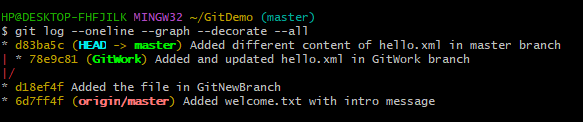 HP@DESKTOP-FHFJILK MINGW32 ~/GitDemo (master)
$ git log --oneline --graph --decorate --all
* d83ba5c (HEAD -> master) Added different content of hello.xml in master branch
| * 78e9c81 (GitWork) Added and updated hello.xml in GitWork branch
|/
* d18ef4f Added the file in GitNewBranch
* 6d7ff4f (origin/master) Added welcome.txt with intro message